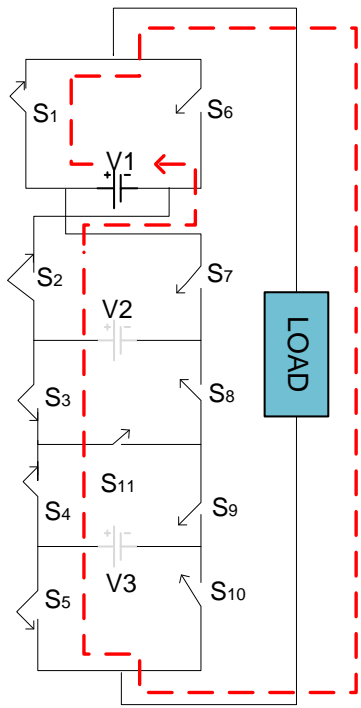 S1
S6
V1
+ -
S2
S7
V2
+ -
S3
S8
S11
S4
S9
+ -
V3
S5
S10
LOAD